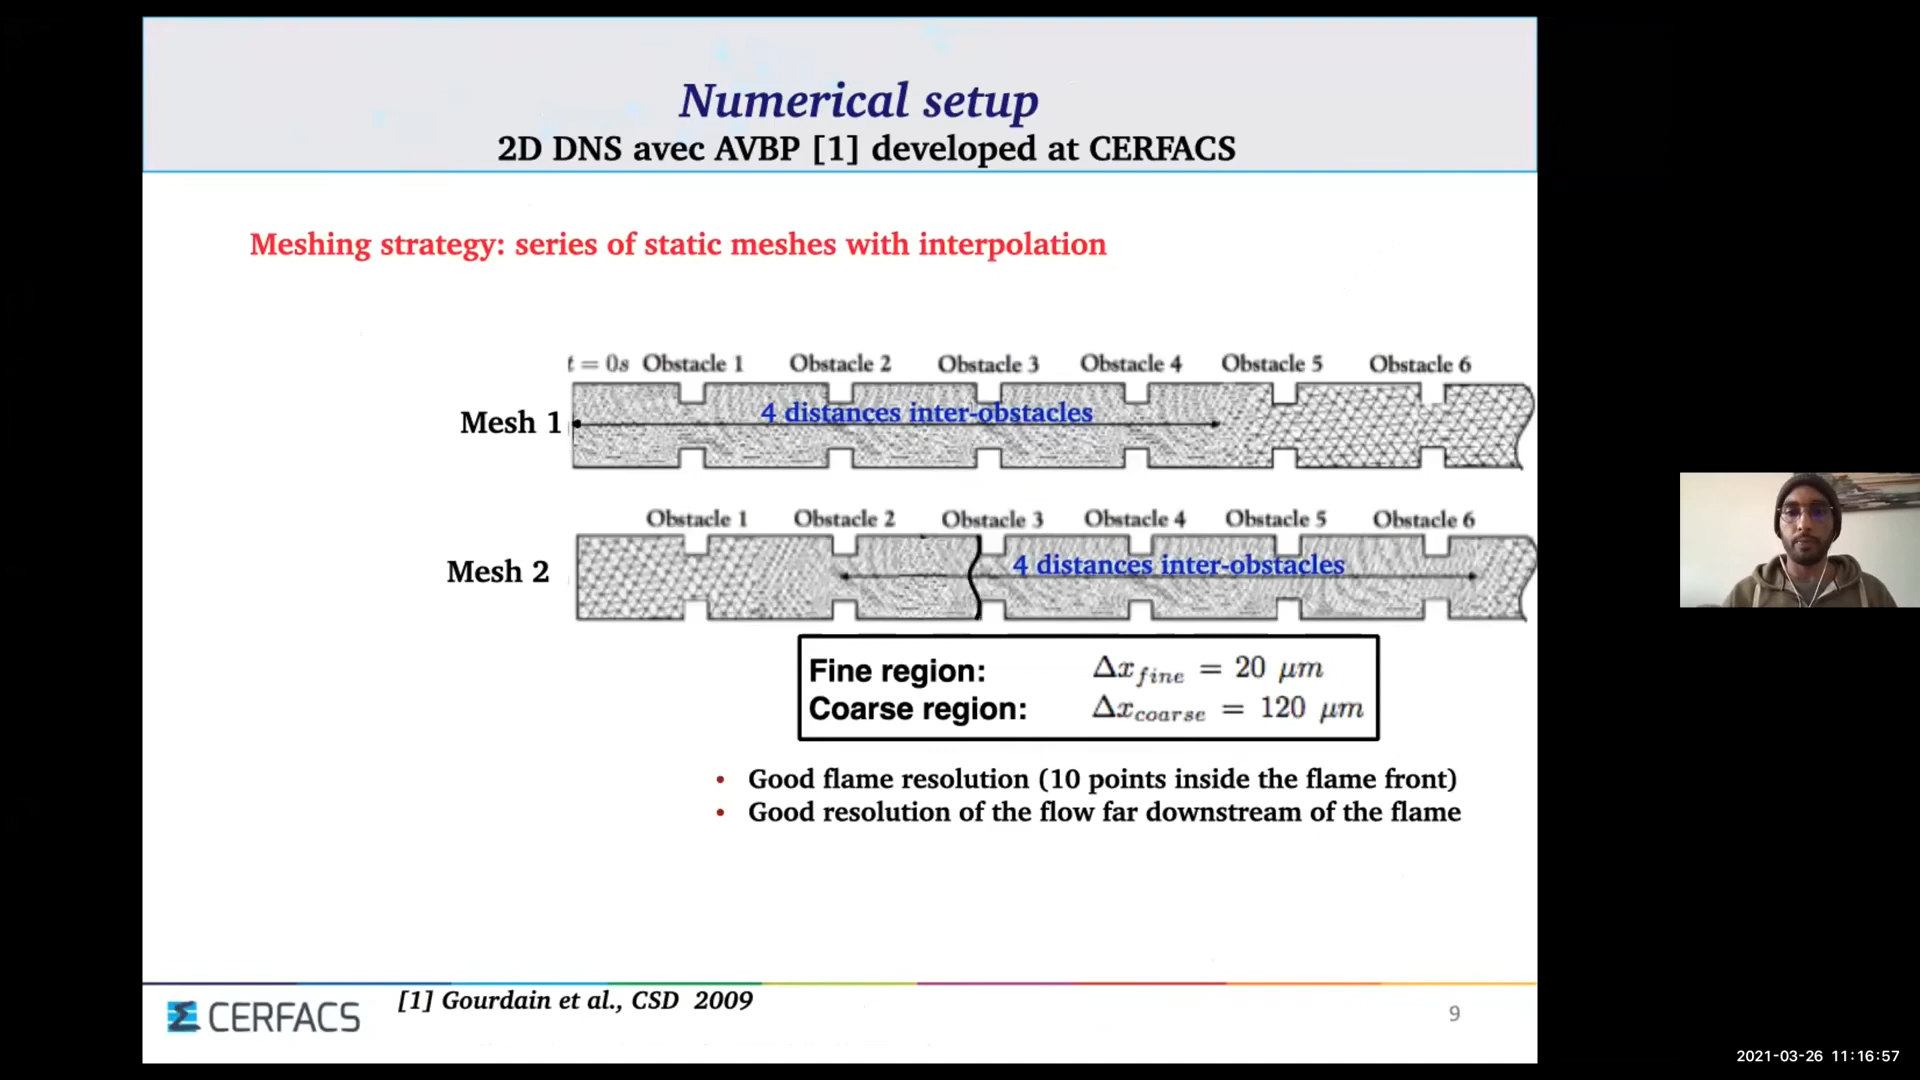 Numerical setup
2D DNS avec AVBP [1] developed at CERFACS
Meshing strategy: series of static meshes with interpolation
t = 0s Obstacle 1 Obstacle 2 Obstacle 3 Obstacle 4 Obstacle 5 Obstacle 6
Mesh 1
4 distances inter-obstacles
Obstacle 1 Obstacle 2 Obstacle 3 Obstacle 4 Obstacle 5 Obstacle 6
Mesh 2
4 distances inter-obstacles
Fine region: Δx_fine = 20 μm
Coarse region: Δx_coarse = 120 μm
• Good flame resolution (10 points inside the flame front)
• Good resolution of the flow far downstream of the flame
CERFACS
[1] Gourdain et al., CSD 2009
9
2021-03-26 11:16:57